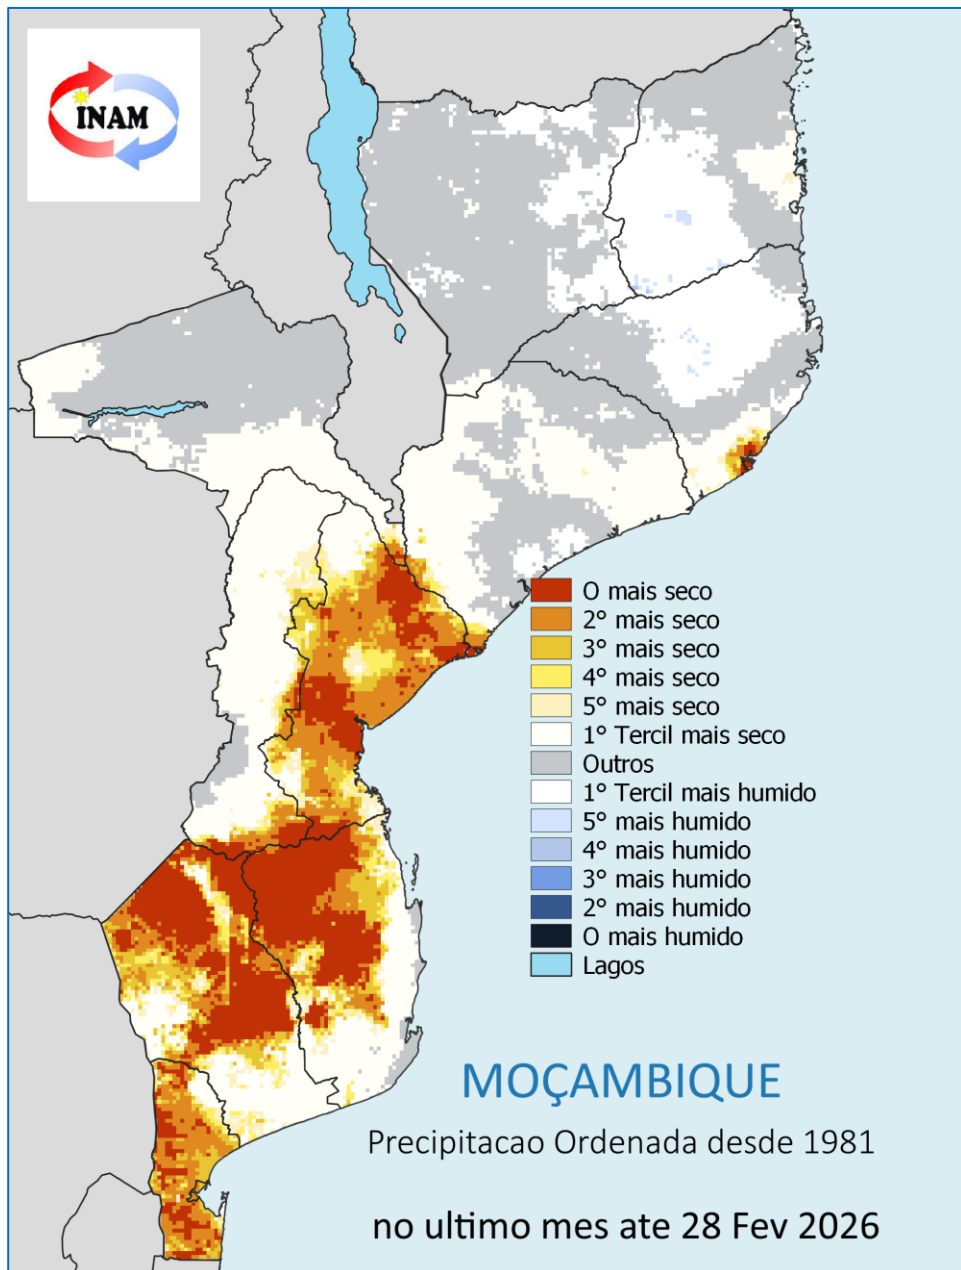 INAM
O mais seco
2° mais seco
3° mais seco
4° mais seco
5° mais seco
1° Tercil mais seco
Outros
1° Tercil mais humido
5° mais humido
4° mais humido
3° mais humido
2° mais humido
O mais humido
Lagos
MOÇAMBIQUE
Precipitacao Ordenada desde 1981
no ultimo mes ate 28 Fev 2026